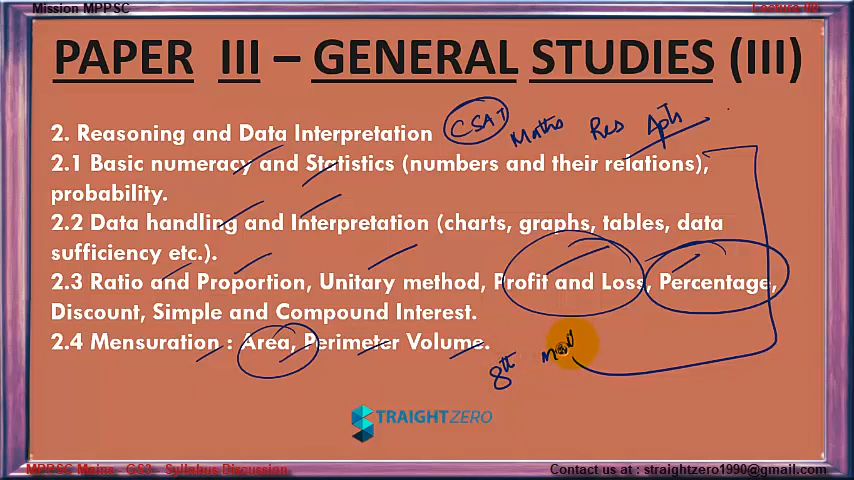 Mission MPPSC
Lecture 09
PAPER III – GENERAL STUDIES (III)
2. Reasoning and Data Interpretation CSAT Maths Res Apti
2.1 Basic numeracy and Statistics (numbers and their relations),
probability.
2.2 Data handling and Interpretation (charts, graphs, tables, data
sufficiency etc.).
2.3 Ratio and Proportion, Unitary method, Profit and Loss, Percentage,
Discount, Simple and Compound Interest.
2.4 Mensuration : Area, Perimeter Volume.
8th
STRAIGHTZERO
MPPSC Mains - GS3 - Syllabus Discussion
Contact us at : straightzero1990@gmail.com